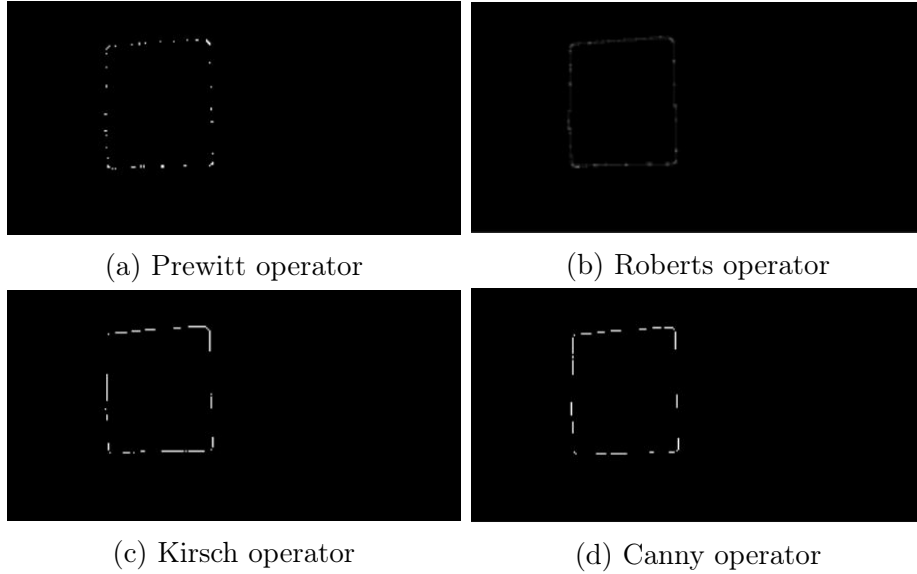 (a) Prewitt operator
(b) Roberts operator
(c) Kirsch operator
(d) Canny operator